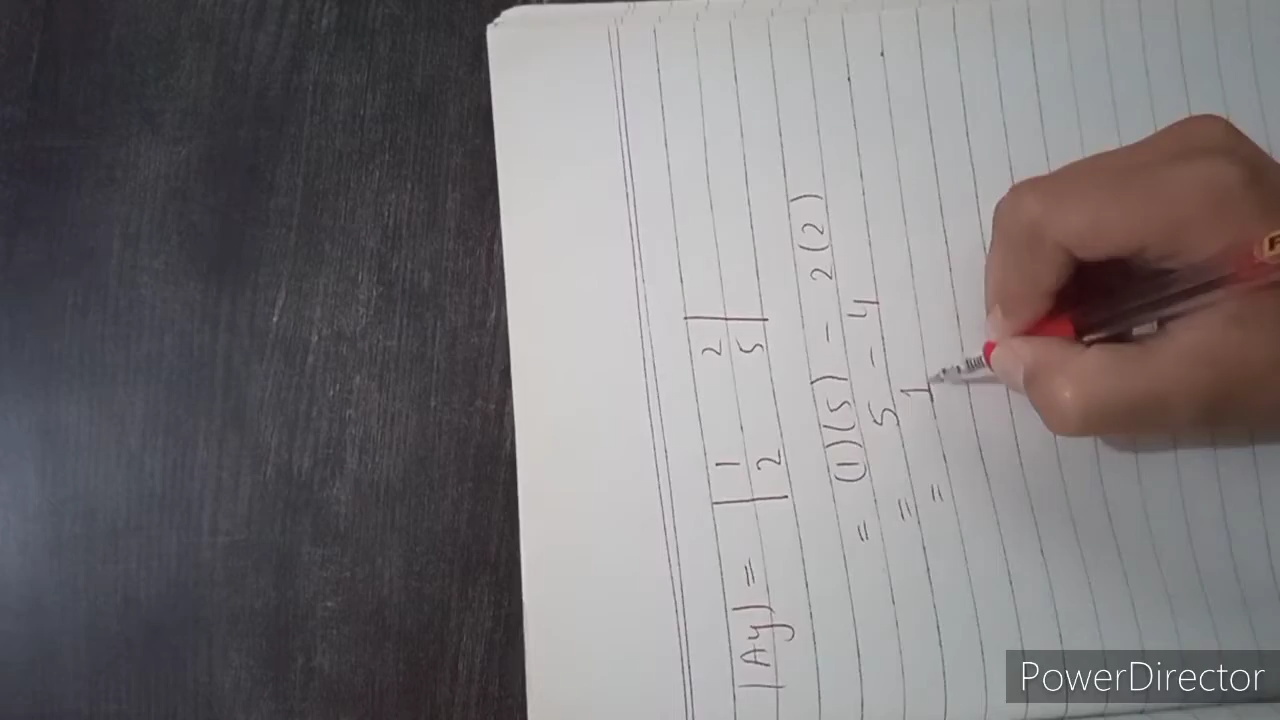 |Ay| = | 1 2 |
| 2 5 |
= (1)(5) - 2(2)
= 5 - 4
= 1
PowerDirector